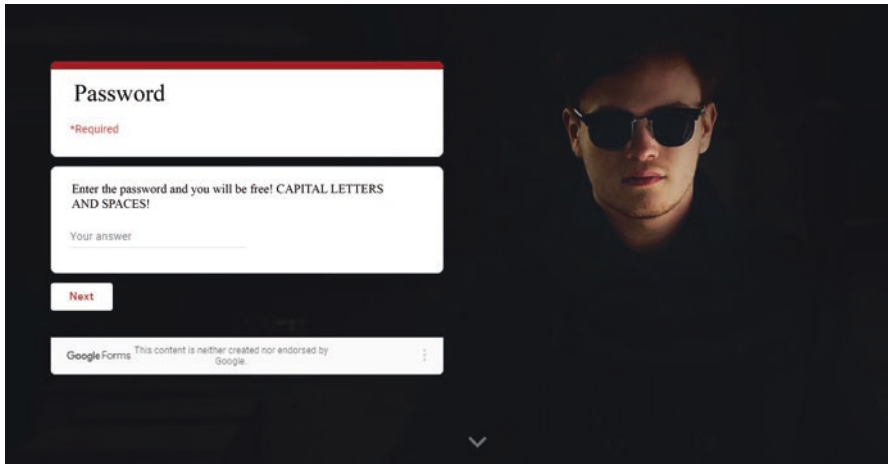 Password
*Required
Enter the password and you will be free! CAPITAL LETTERS
AND SPACES!
Your answer
Next
Google Forms This content is neither created nor endorsed by
Google.